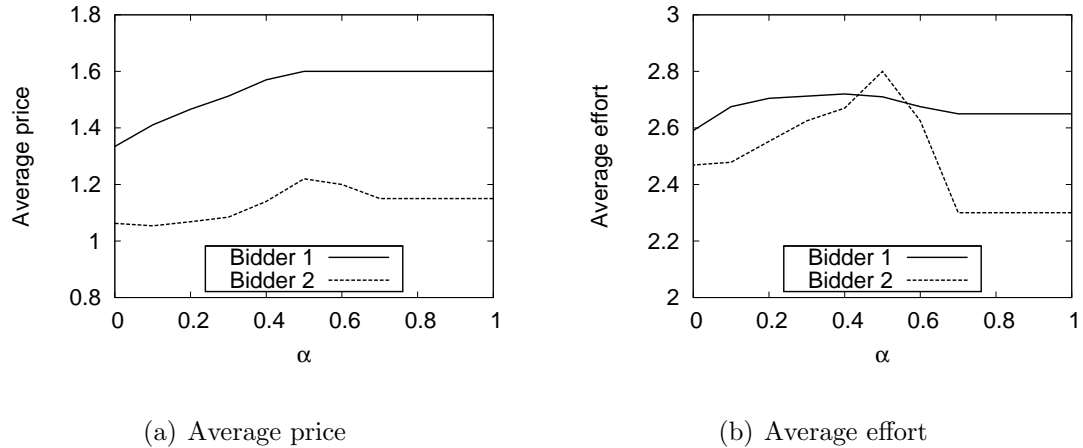 1.8
1.6
1.4
1.2
1
0.8
0 0.2 0.4 0.6 0.8 1
Average price
α
Bidder 1
Bidder 2
(a) Average price
3
2.8
2.6
2.4
2.2
2
0 0.2 0.4 0.6 0.8 1
Average effort
α
Bidder 1
Bidder 2
(b) Average effort